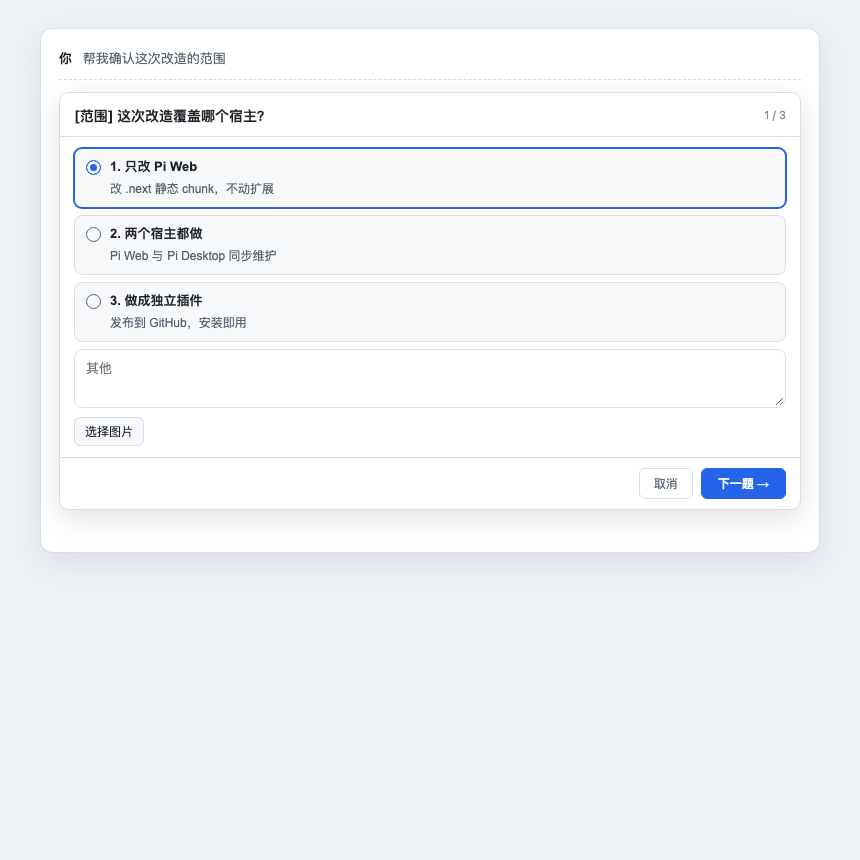 你 帮我确认这次改造的范围
[范围] 这次改造覆盖哪个宿主?
1 / 3
1. 只改 Pi Web
改 .next 静态 chunk，不动扩展
2. 两个宿主都做
Pi Web 与 Pi Desktop 同步维护
3. 做成独立插件
发布到 GitHub，安装即用
其他
选择图片
取消
下一题 →